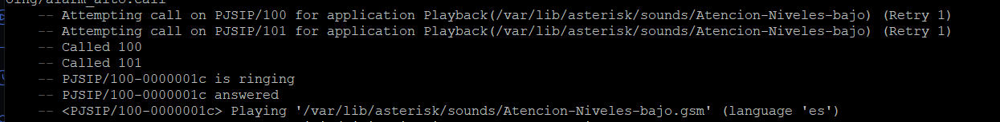 oing/alarm_alto.call
-- Attempting call on PJSIP/100 for application Playback(/var/lib/asterisk/sounds/Atencion-Niveles-bajo) (Retry 1)
-- Attempting call on PJSIP/101 for application Playback(/var/lib/asterisk/sounds/Atencion-Niveles-bajo) (Retry 1)
-- Called 100
-- Called 101
-- PJSIP/100-0000001c is ringing
-- PJSIP/100-0000001c answered
-- <PJSIP/100-0000001c> Playing '/var/lib/asterisk/sounds/Atencion-Niveles-bajo.gsm' (language 'es')